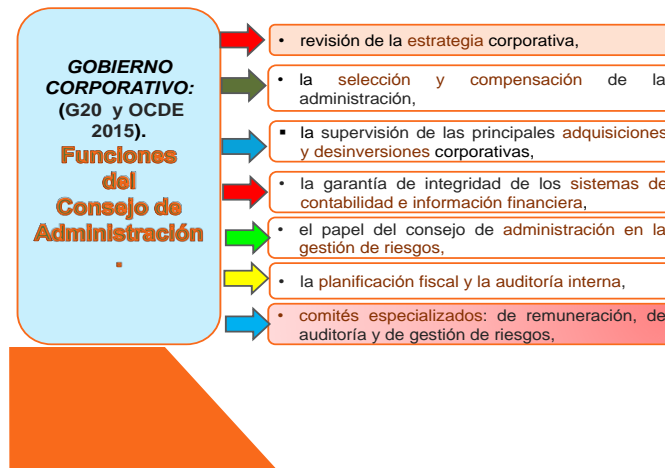 GOBIERNO
CORPORATIVO:
(G20 y OCDE
2015).
Funciones
del
Consejo de
Administración
.
• revisión de la estrategia corporativa,
• la selección y compensación de la
administración,
▪ la supervisión de las principales adquisiciones
y desinversiones corporativas,
• la garantía de integridad de los sistemas de
contabilidad e información financiera,
• el papel del consejo de administración en la
gestión de riesgos,
• la planificación fiscal y la auditoría interna,
• comités especializados: de remuneración, de
auditoría y de gestión de riesgos,